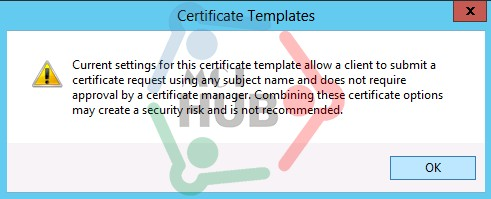 Certificate Templates
x
Current settings for this certificate template allow a client to submit a
certificate request using any subject name and does not require
approval by a certificate manager. Combining these certificate options
may create a security risk and is not recommended.
MCT
HUB
OK